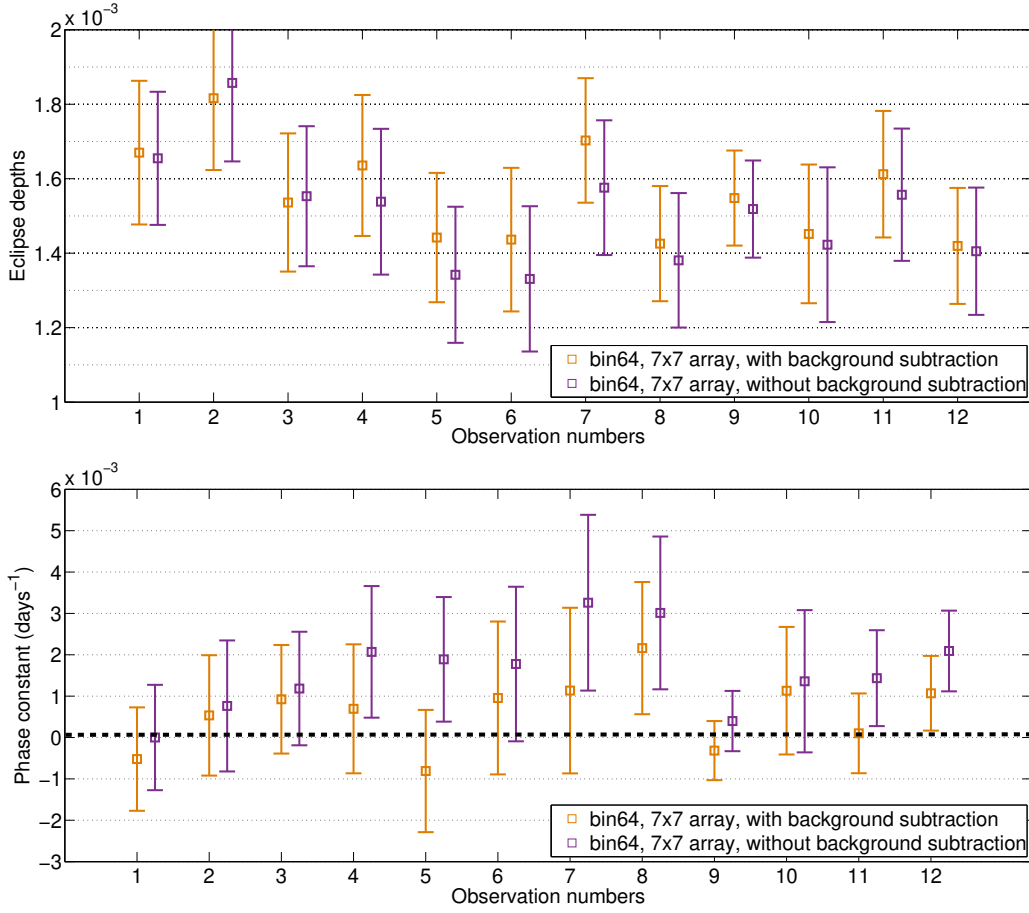 x 10−3
2
1.8
1.6
1.4
1.2
1
Eclipse depths
bin64, 7x7 array, with background subtraction
bin64, 7x7 array, without background subtraction
1 2 3 4 5 6 7 8 9 10 11 12
Observation numbers
x 10−3
6
5
4
3
2
1
0
−1
−2
−3
Phase constant (days−1)
bin64, 7x7 array, with background subtraction
bin64, 7x7 array, without background subtraction
1 2 3 4 5 6 7 8 9 10 11 12
Observation numbers